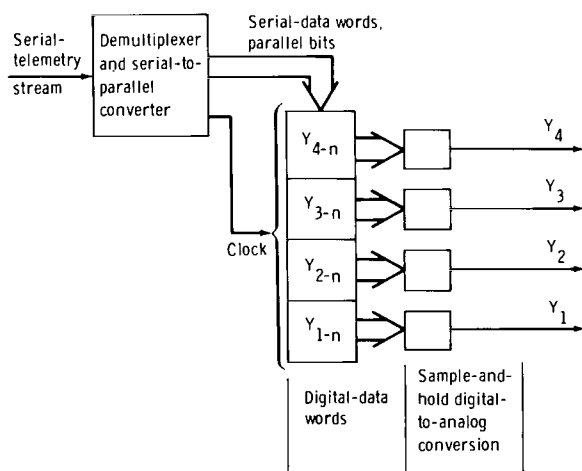 Serial-
telemetry
stream
Demultiplexer
and serial-to-
parallel
converter
Serial-data words,
parallel bits
Clock
Y4-n
Y3-n
Y2-n
Y1-n
Y4
Y3
Y2
Y1
Digital-data
words
Sample-and-
hold digital-
to-analog
conversion